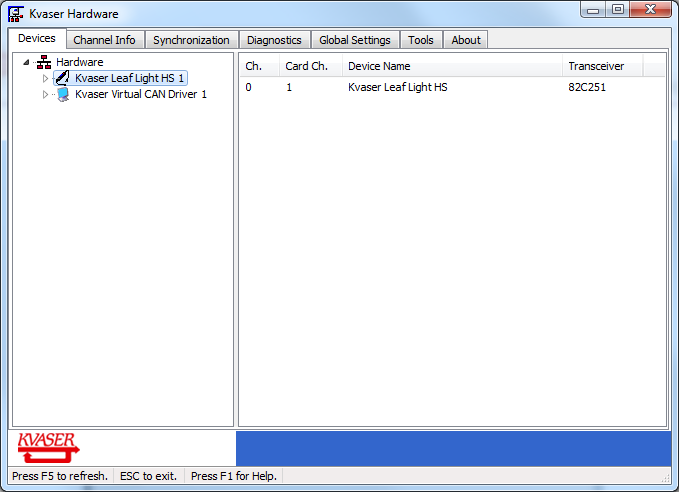 Kvaser Hardware
Devices Channel Info Synchronization Diagnostics Global Settings Tools About
Hardware
Kvaser Leaf Light HS 1
Kvaser Virtual CAN Driver 1
Ch. Card Ch. Device Name Transceiver
0 1 Kvaser Leaf Light HS 82C251
KVASER
Press F5 to refresh. ESC to exit. Press F1 for Help.